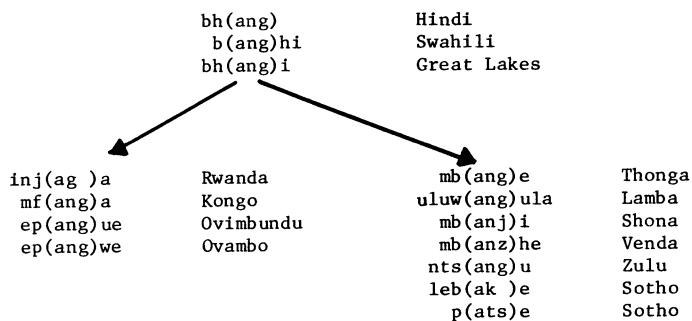 bh(ang) Hindi
b(ang)hi Swahili
bh(ang)i Great Lakes
inj(ag )a Rwanda
mf(ang)a Kongo
ep(ang)ue Ovimbundu
ep(ang)we Ovambo
mb(ang)e Thonga
uluw(ang)ula Lamba
mb(anj)i Shona
mb(anz)he Venda
nts(ang)u Zulu
leb(ak )e Sotho
p(ats)e Sotho